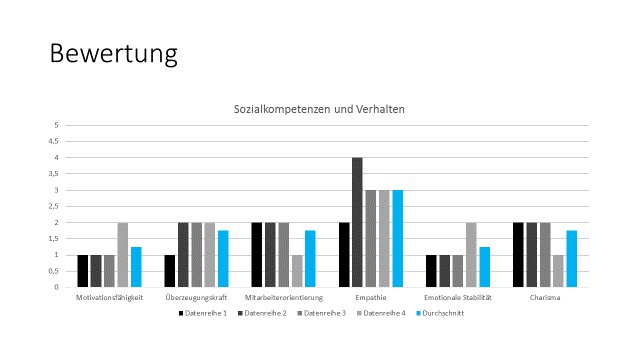 Bewertung
Sozialkompetenzen und Verhalten
5
4,5
4
3,5
3
2,5
2
1,5
1
0,5
0
Motivationsfähigkeit Überzeugungskraft Mitarbeiterorientierung Empathie Emotionale Stabilität Charisma
Datenreihe 1 Datenreihe 2 Datenreihe 3 Datenreihe 4 Durchschnitt